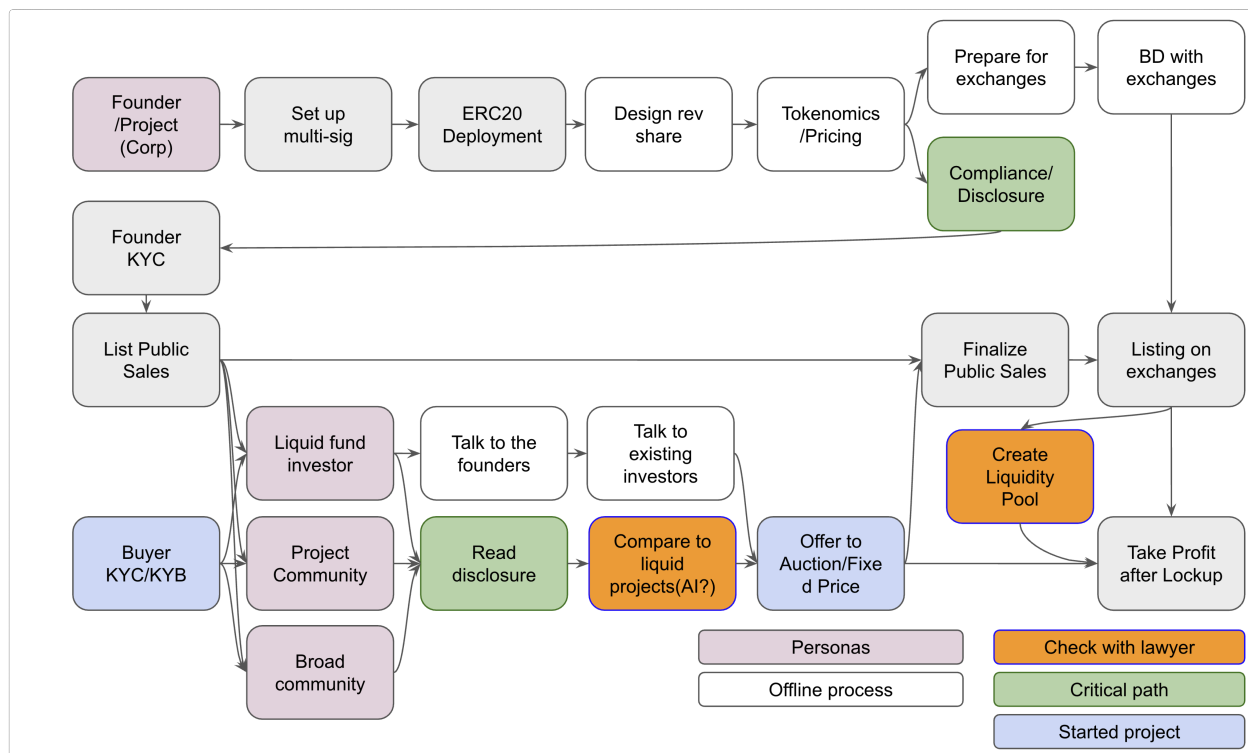 Founder
/Project
(Corp)
Set up
multi-sig
ERC20
Deployment
Design rev
share
Tokenomics
/Pricing
Prepare for
exchanges
BD with
exchanges
Compliance/
Disclosure
Founder
KYC
List Public
Sales
Finalize
Public Sales
Listing on
exchanges
Liquid fund
investor
Talk to the
founders
Talk to
existing
investors
Create
Liquidity
Pool
Buyer
KYC/KYB
Project
Community
Read
disclosure
Compare to
liquid
projects(AI?)
Offer to
Auction/Fixe
d Price
Take Profit
after Lockup
Broad
community
Personas
Check with lawyer
Offline process
Critical path
Started project